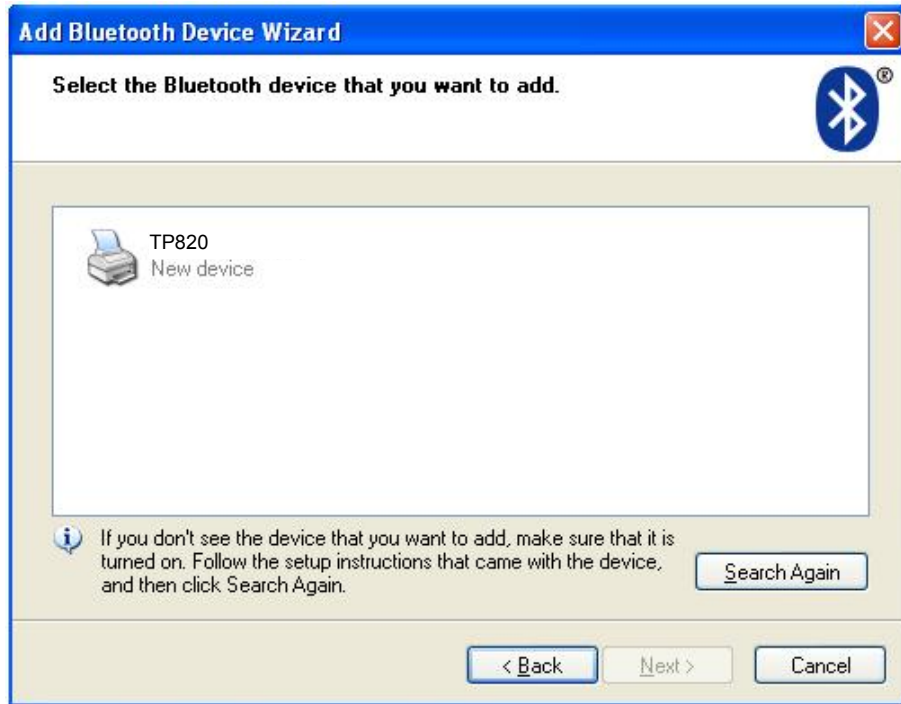 Add Bluetooth Device Wizard
Select the Bluetooth device that you want to add.
®
TP820
New device
If you don't see the device that you want to add, make sure that it is
turned on. Follow the setup instructions that came with the device,
and then click Search Again.
Search Again
< Back
Next >
Cancel